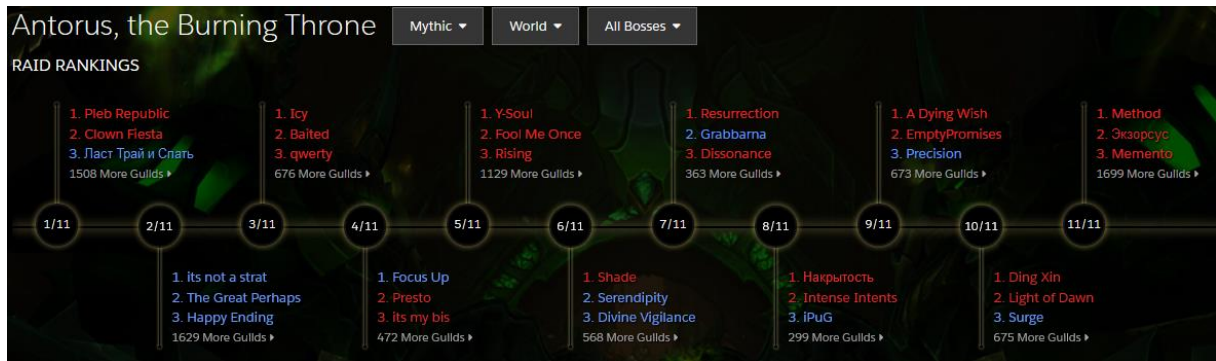 Antorus, the Burning Throne
Mythic
World
All Bosses
RAID RANKINGS
1. Pleb Republic
2. Clown Fiesta
3. Ласт Трай и Спать
1508 More Guilds
1. Icy
2. Baited
3. qwerty
676 More Guilds
1. Y-Soul
2. Fool Me Once
3. Rising
1129 More Guilds
1. Resurrection
2. Grabbarna
3. Dissonance
363 More Guilds
1. A Dying Wish
2. EmptyPromises
3. Precision
673 More Guilds
1. Method
2. Экзорсус
3. Memento
1699 More Guilds
1/11
2/11
3/11
4/11
5/11
6/11
7/11
8/11
9/11
10/11
11/11
1. its not a strat
2. The Great Perhaps
3. Happy Ending
1629 More Guilds
1. Focus Up
2. Presto
3. its my bis
472 More Guilds
1. Shade
2. Serendipity
3. Divine Vigilance
568 More Guilds
1. Накрытость
2. Intense Intents
3. iPuG
299 More Guilds
1. Ding Xin
2. Light of Dawn
3. Surge
675 More Guilds